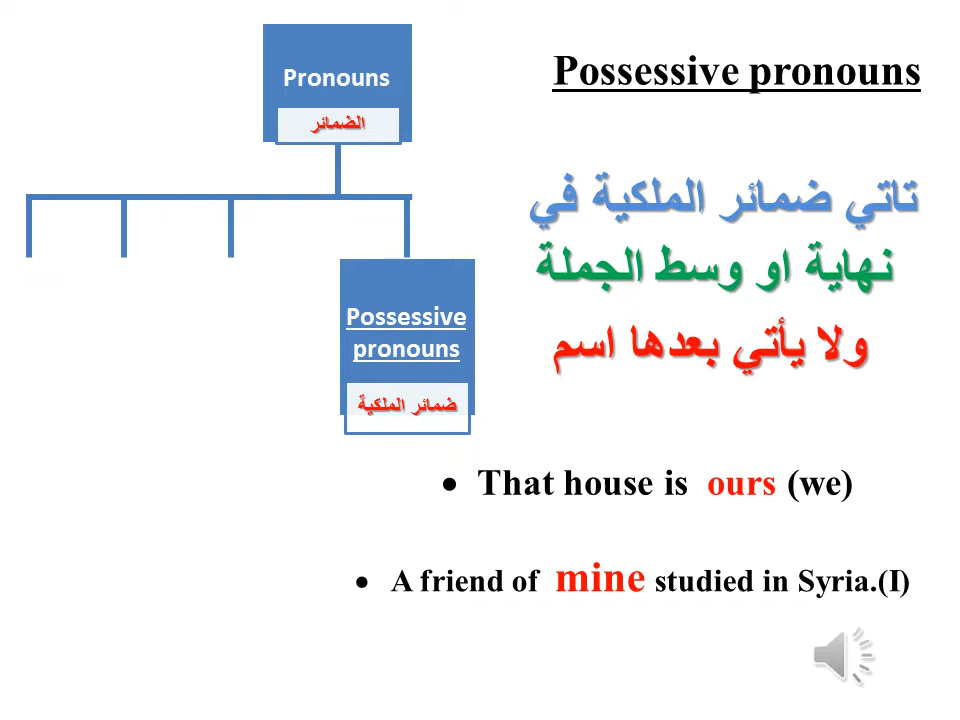 Pronouns
الضمائر
Possessive
pronouns
ضمائر الملكية
Possessive pronouns
تاتي ضمائر الملكية في
نهاية او وسط الجملة
ولا يأتي بعدها اسم
• That house is ours (we)
• A friend of mine studied in Syria.(I)